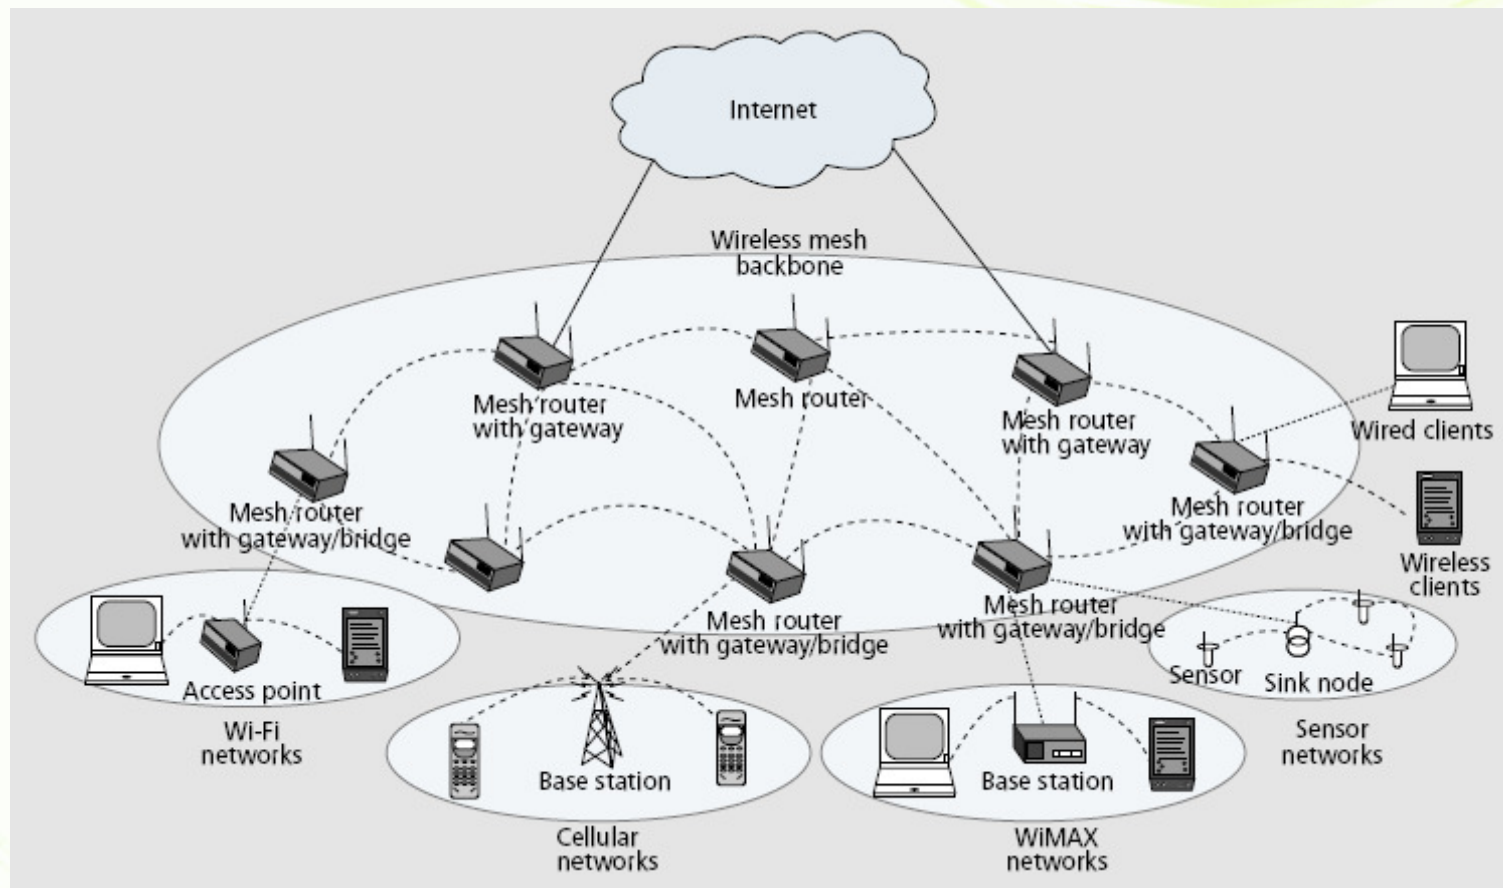 Internet
Wireless mesh
backbone
Mesh router
with gateway
Mesh router
Mesh router
with gateway
Wired clients
Mesh router
with gateway/bridge
Mesh router
with gateway/bridge
Wireless
clients
Mesh router
with gateway/bridge
Mesh router
with gateway/bridge
Access point
Wi-Fi
networks
Base station
Cellular
networks
Base station
WiMAX
networks
Sensor
Sink node
Sensor
networks